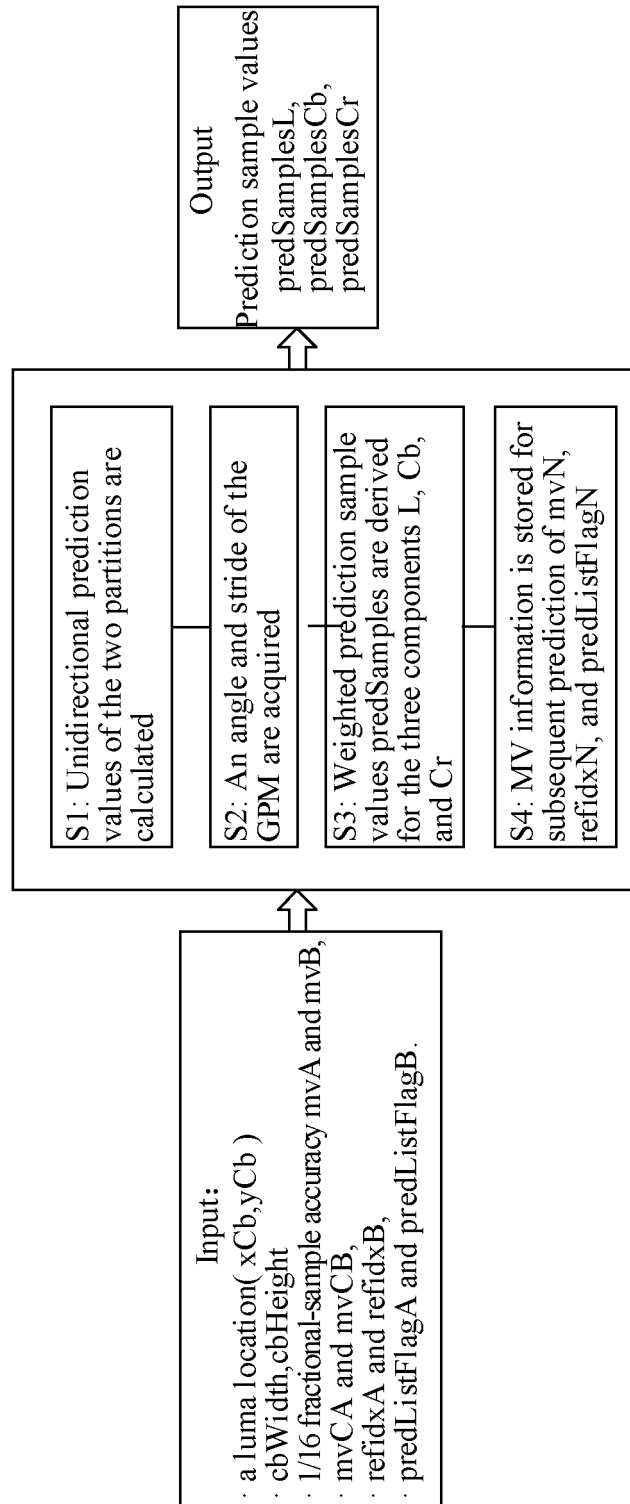 Input:
· a luma location( xCb,yCb )
· cbWidth,cbHeight
· 1/16 fractional-sample accuracy mvA and mvB,
· mvCA and mvCB,
· refidxA and refidxB,
· predListFlagA and predListFlagB.
S1: Unidirectional prediction
values of the two partitions are
calculated
S2: An angle and stride of the
GPM are acquired
S3: Weighted prediction sample
values predSamples are derived
for the three components L, Cb,
and Cr
S4: MV information is stored for
subsequent prediction of mvN,
refidxN, and predListFlagN
Output
Prediction sample values
predSamplesL,
predSamplesCb,
predSamplesCr